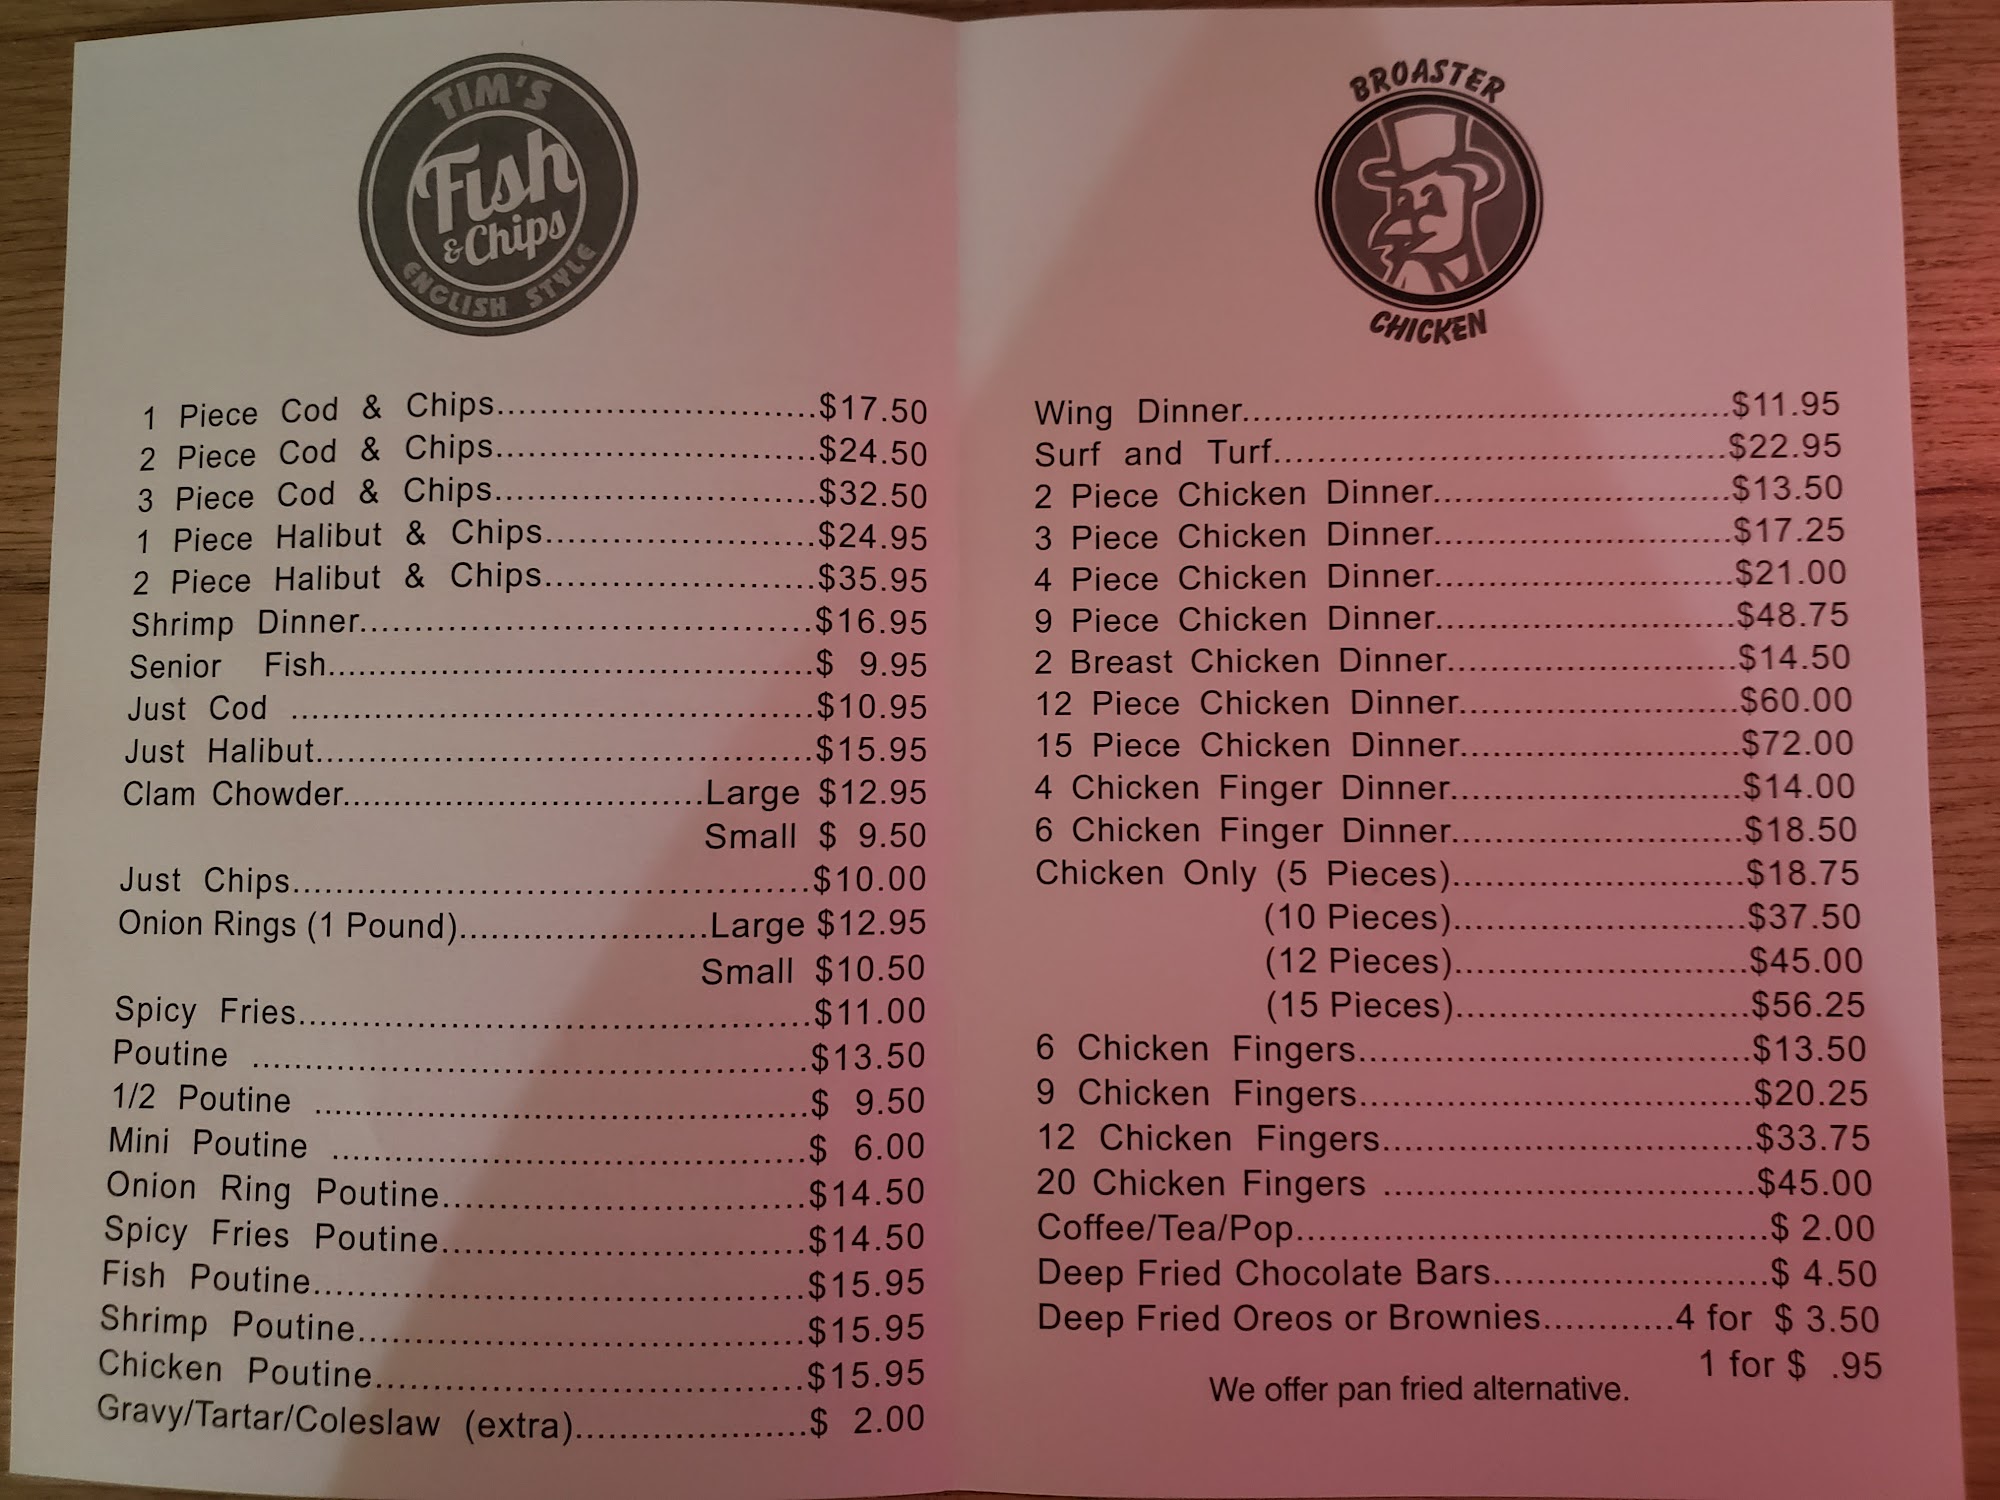 TIM'S
Fish
& Chips
ENGLISH STYLE
1 Piece Cod & Chips..............................$17.50
2 Piece Cod & Chips..............................$24.50
3 Piece Cod & Chips..............................$32.50
1 Piece Halibut & Chips.........................$24.95
2 Piece Halibut & Chips.........................$35.95
Shrimp Dinner..........................................$16.95
Senior Fish.............................................$ 9.95
Just Cod .................................................$10.95
Just Halibut..............................................$15.95
Clam Chowder..................................Large $12.95
Small $ 9.50
Just Chips................................................$10.00
Onion Rings (1 Pound)........................Large $12.95
Small $10.50
Spicy Fries................................................$11.00
Poutine .....................................................$13.50
1/2 Poutine ...............................................$ 9.50
Mini Poutine .............................................$ 6.00
Onion Ring Poutine...................................$14.50
Spicy Fries Poutine...................................$14.50
Fish Poutine...............................................$15.95
Shrimp Poutine..........................................$15.95
Chicken Poutine........................................$15.95
Gravy/Tartar/Coleslaw (extra)......................$ 2.00
BROASTER
CHICKEN
Wing Dinner..............................................$11.95
Surf and Turf...........................................$22.95
2 Piece Chicken Dinner............................$13.50
3 Piece Chicken Dinner............................$17.25
4 Piece Chicken Dinner............................$21.00
9 Piece Chicken Dinner............................$48.75
2 Breast Chicken Dinner...........................$14.50
12 Piece Chicken Dinner..........................$60.00
15 Piece Chicken Dinner..........................$72.00
4 Chicken Finger Dinner...........................$14.00
6 Chicken Finger Dinner...........................$18.50
Chicken Only (5 Pieces)...........................$18.75
(10 Pieces)...........................$37.50
(12 Pieces)...........................$45.00
(15 Pieces)...........................$56.25
6 Chicken Fingers.....................................$13.50
9 Chicken Fingers.....................................$20.25
12 Chicken Fingers...................................$33.75
20 Chicken Fingers ...................................$45.00
Coffee/Tea/Pop.............................................$ 2.00
Deep Fried Chocolate Bars..........................$ 4.50
Deep Fried Oreos or Brownies............4 for $ 3.50
1 for $ .95
We offer pan fried alternative.